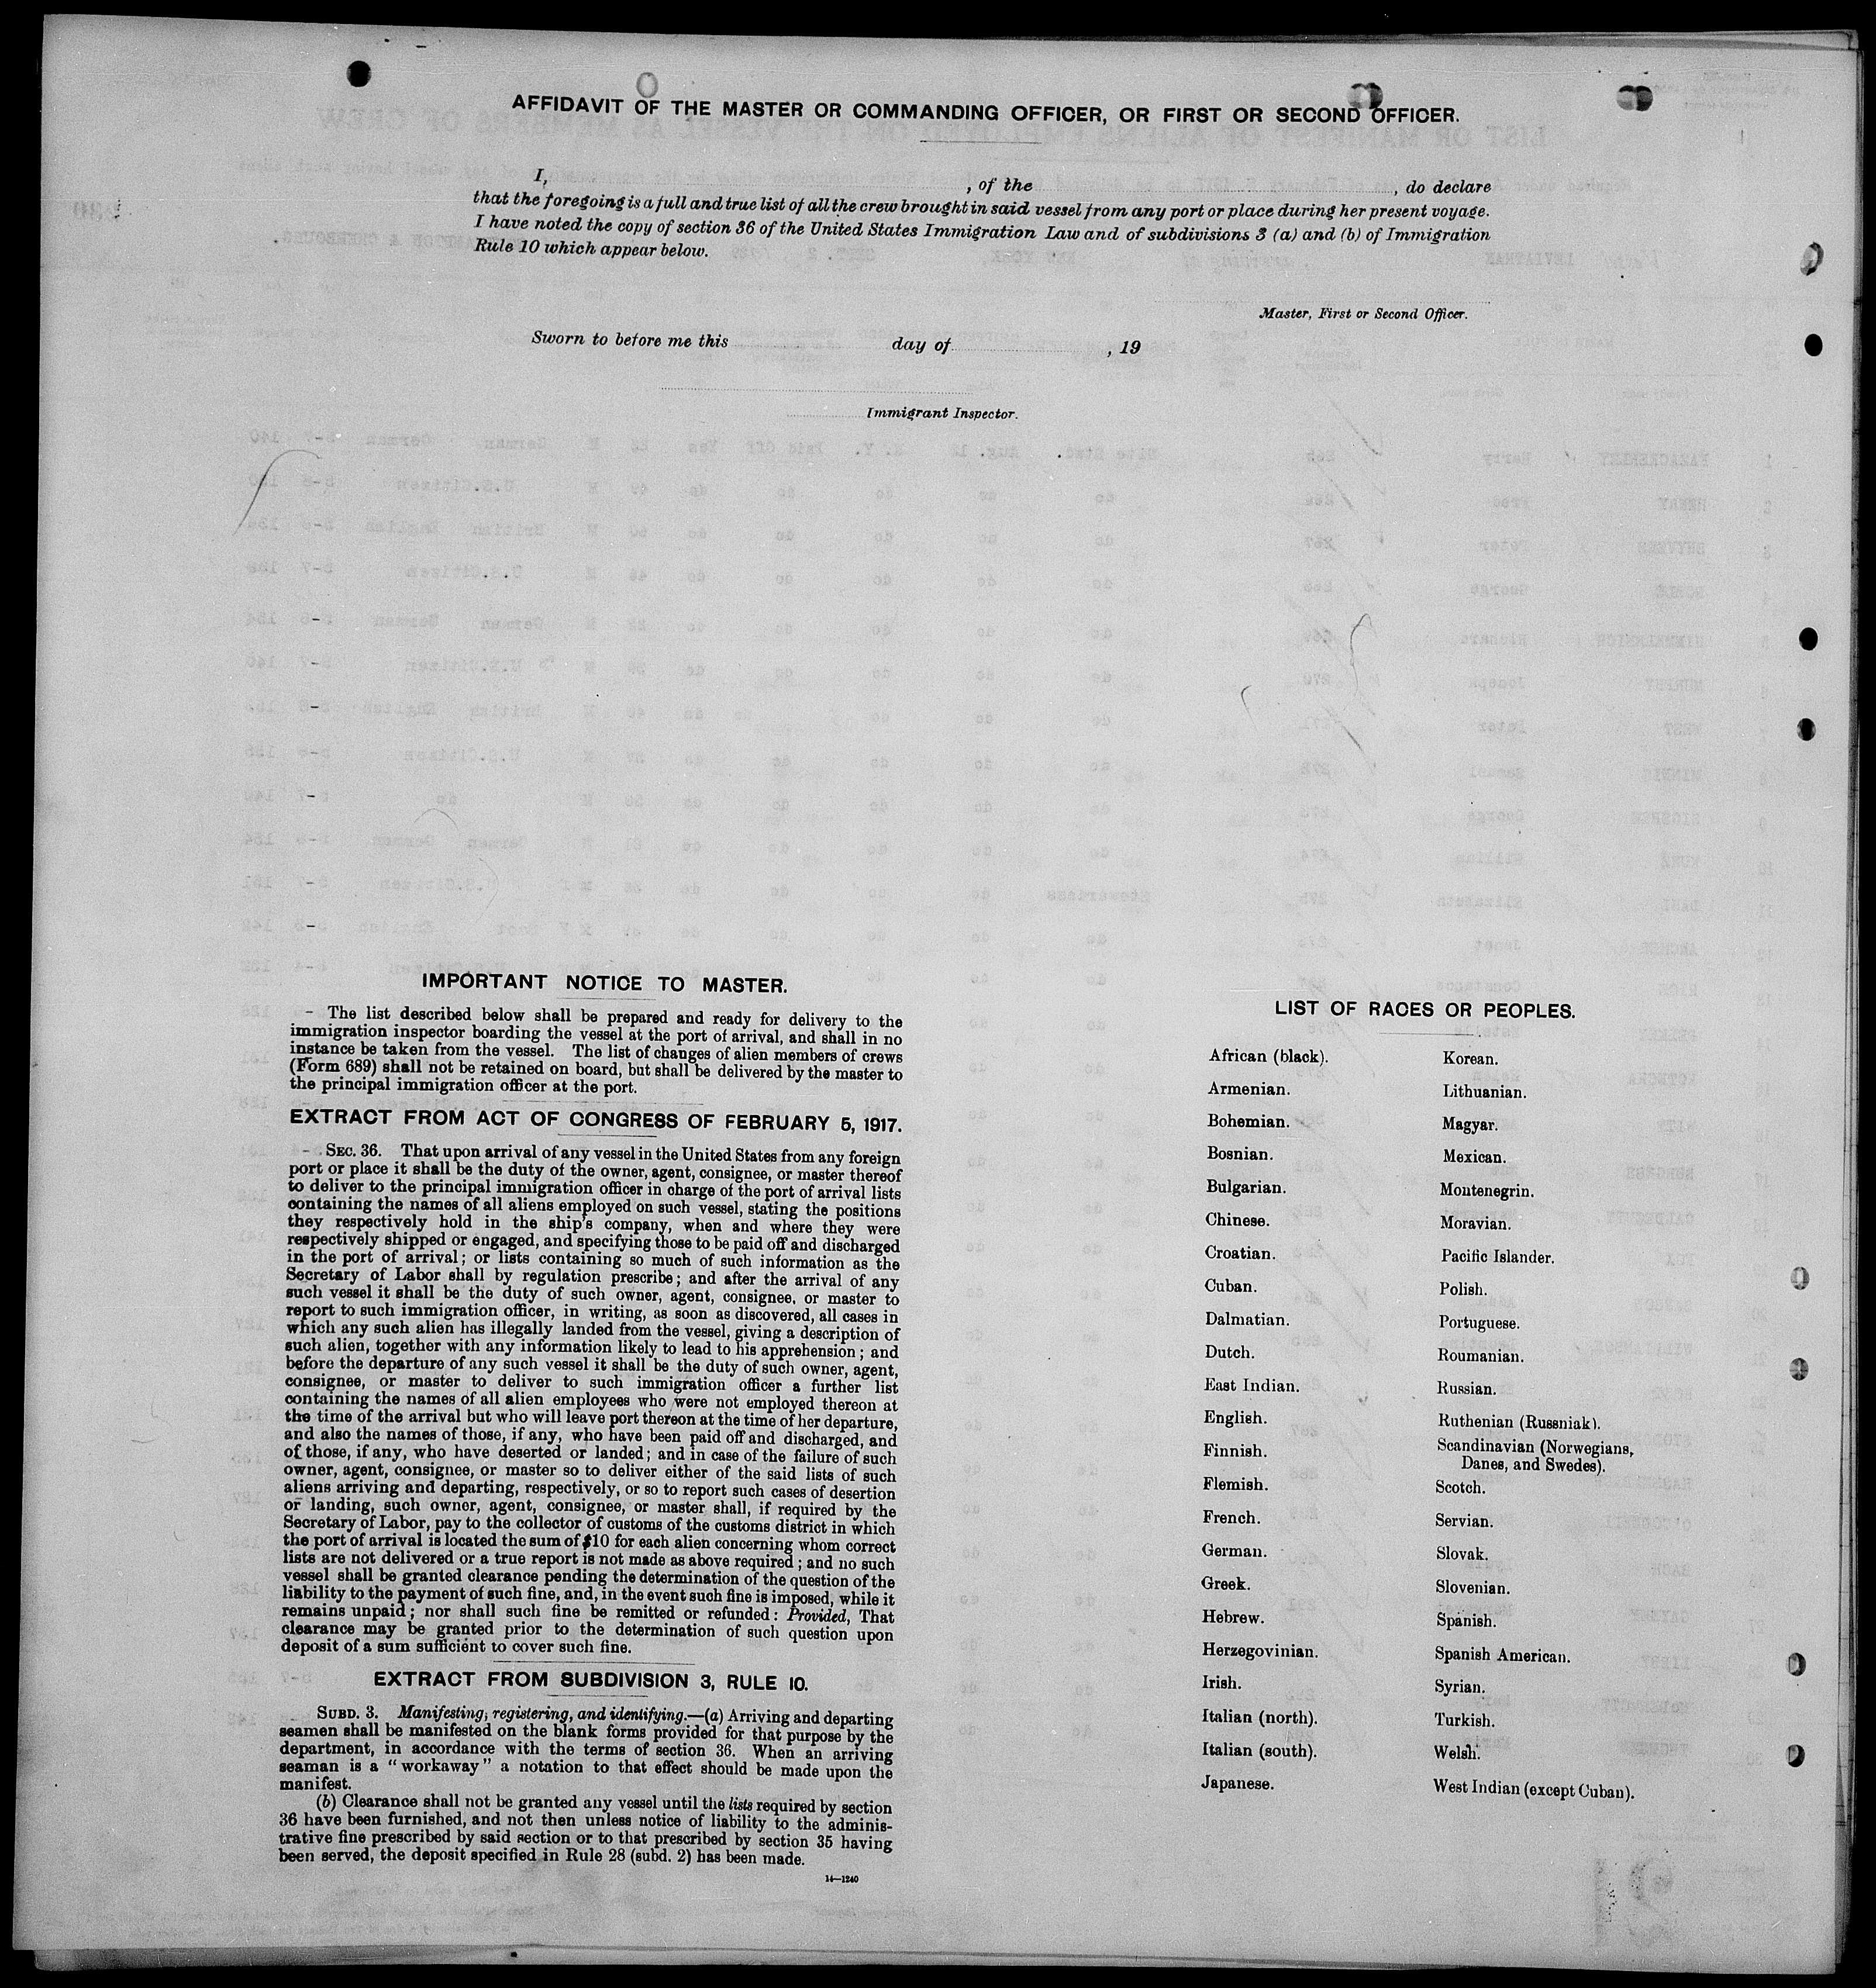 AFFIDAVIT OF THE MASTER OR COMMANDING OFFICER, OR FIRST OR SECOND OFFICER.
I, , of the , do declare
that the foregoing is a full and true list of all the crew brought in said vessel from any port or place during her present voyage.
I have noted the copy of section 36 of the United States Immigration Law and of subdivisions 3 (a) and (b) of Immigration
Rule 10 which appear below.
Master, First or Second Officer.
Sworn to before me this day of , 19
Immigrant Inspector.
IMPORTANT NOTICE TO MASTER.
The list described below shall be prepared and ready for delivery to the
immigration inspector boarding the vessel at the port of arrival, and shall in no
instance be taken from the vessel. The list of changes of alien members of crews
(Form 689) shall not be retained on board, but shall be delivered by the master to
the principal immigration officer at the port.
EXTRACT FROM ACT OF CONGRESS OF FEBRUARY 5, 1917.
SEC. 36. That upon arrival of any vessel in the United States from any foreign
port or place it shall be the duty of the owner, agent, consignee, or master thereof
to deliver to the principal immigration officer in charge of the port of arrival lists
containing the names of all aliens employed on such vessel, stating the positions
they respectively hold in the ship's company, when and where they were
respectively shipped or engaged, and specifying those to be paid off and discharged
in the port of arrival; or lists containing so much of such information as the
Secretary of Labor shall by regulation prescribe; and after the arrival of any
such vessel it shall be the duty of such owner, agent, consignee, or master to
report to such immigration officer, in writing, as soon as discovered, all cases in
which any such alien has illegally landed from the vessel, giving a description of
such alien, together with any information likely to lead to his apprehension; and
before the departure of any such vessel it shall be the duty of such owner, agent,
consignee, or master to deliver to such immigration officer a further list
containing the names of all alien employees who were not employed thereon at
the time of the arrival but who will leave port thereon at the time of her departure,
and also the names of those, if any, who have been paid off and discharged, and
of those, if any, who have deserted or landed; and in case of the failure of such
owner, agent, consignee, or master so to deliver either of the said lists of such
aliens arriving and departing, respectively, or so to report such cases of desertion
or landing, such owner, agent, consignee, or master shall, if required by the
Secretary of Labor, pay to the collector of customs of the customs district in which
the port of arrival is located the sum of $10 for each alien concerning whom correct
lists are not delivered or a true report is not made as above required; and no such
vessel shall be granted clearance pending the determination of the question of the
liability to the payment of such fine, and, in the event such fine is imposed, while it
remains unpaid; nor shall such fine be remitted or refunded: Provided, That
clearance may be granted prior to the determination of such question upon
deposit of a sum sufficient to cover such fine.
EXTRACT FROM SUBDIVISION 3, RULE 10.
SUBD. 3. Manifesting, registering, and identifying.—(a) Arriving and departing
seamen shall be manifested on the blank forms provided for that purpose by the
department, in accordance with the terms of section 36. When an arriving
seaman is a "workaway" a notation to that effect should be made upon the
manifest.
(b) Clearance shall not be granted any vessel until the lists required by section
36 have been furnished, and not then unless notice of liability to the adminis-
trative fine prescribed by said section or to that prescribed by section 35 having
been served, the deposit specified in Rule 28 (subd. 2) has been made.
14—1240
LIST OF RACES OR PEOPLES.
African (black).
Armenian.
Bohemian.
Bosnian.
Bulgarian.
Chinese.
Croatian.
Cuban.
Dalmatian.
Dutch.
East Indian.
English.
Finnish.
Flemish.
French.
German.
Greek.
Hebrew.
Herzegovinian.
Irish.
Italian (north).
Italian (south).
Japanese.
Korean.
Lithuanian.
Magyar.
Mexican.
Montenegrin.
Moravian.
Pacific Islander.
Polish.
Portuguese.
Roumanian.
Russian.
Ruthenian (Russniak).
Scandinavian (Norwegians,
Danes, and Swedes).
Scotch.
Servian.
Slovak.
Slovenian.
Spanish.
Spanish American.
Syrian.
Turkish.
Welsh.
West Indian (except Cuban).